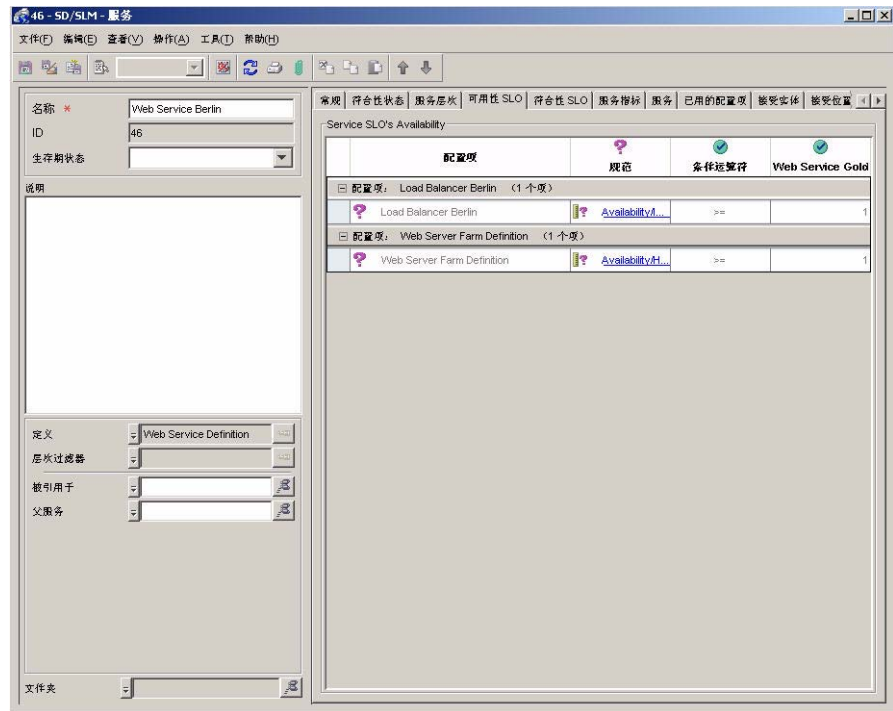 46 - SD/SLM - 服务
文件(F) 编辑(E) 查看(V) 操作(A) 工具(T) 帮助(H)
名称 * Web Service Berlin
ID 46
生存期状态
说明
定义 Web Service Definition
层次过滤器
被引用于
父服务
文件夹
常规 符合性状态 服务层次 可用性 SLO 符合性 SLO 服务指标 服务 已用的配置项 接受实体 接受位置
Service SLO's Availability
配置项 规范 条件运算符 Web Service Gold
配置项： Load Balancer Berlin （1 个项）
Load Balancer Berlin Availability/... >= 1
配置项： Web Server Farm Definition （1 个项）
Web Server Farm Definition Availability/H... >= 1